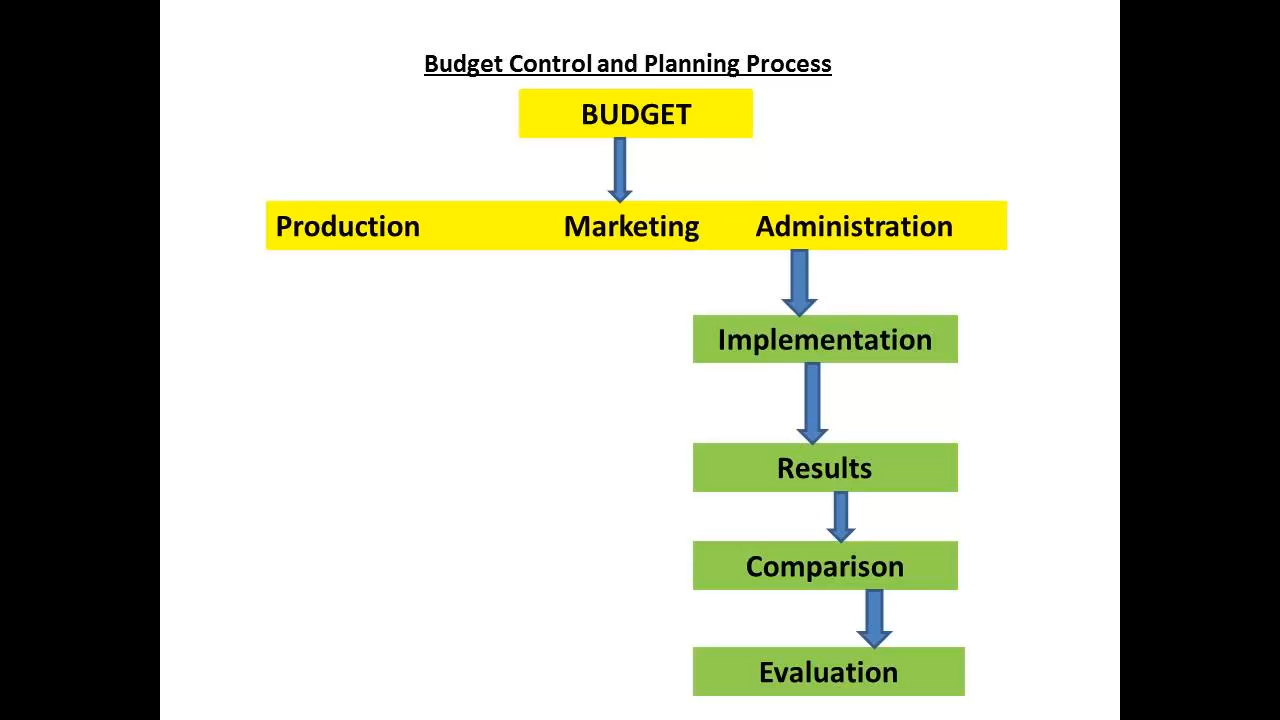 Budget Control and Planning Process
BUDGET
Production Marketing Administration
Implementation
Results
Comparison
Evaluation